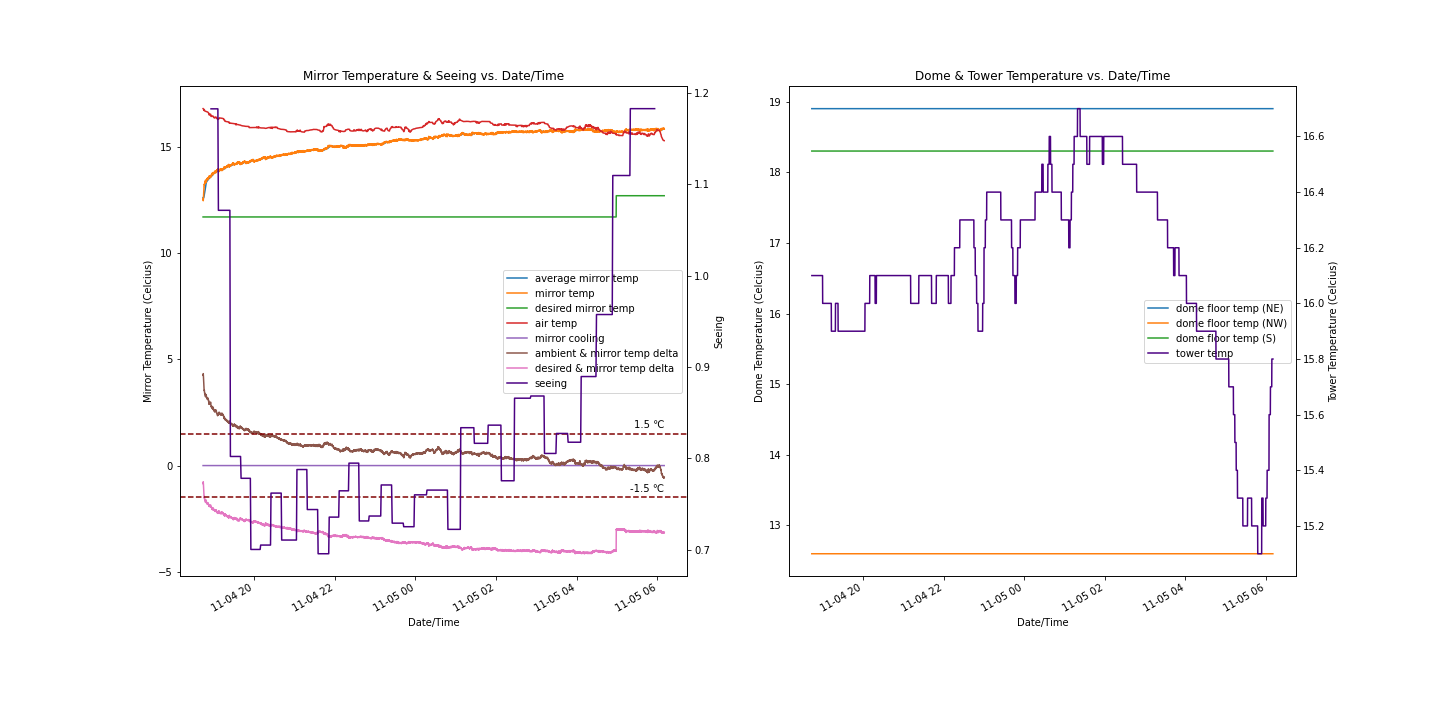 Mirror Temperature & Seeing vs. Date/Time
Mirror Temperature (Celcius)
15
10
5
0
−5
1.2
1.1
1.0
0.9
0.8
0.7
Seeing
average mirror temp
mirror temp
desired mirror temp
air temp
mirror cooling
ambient & mirror temp delta
desired & mirror temp delta
seeing
1.5 °C
-1.5 °C
11-04 20
11-04 22
11-05 00
11-05 02
11-05 04
11-05 06
Date/Time
Dome & Tower Temperature vs. Date/Time
Dome Temperature (Celcius)
19
18
17
16
15
14
13
16.6
16.4
16.2
16.0
15.8
15.6
15.4
15.2
Tower Temperature (Celcius)
dome floor temp (NE)
dome floor temp (NW)
dome floor temp (S)
tower temp
11-04 20
11-04 22
11-05 00
11-05 02
11-05 04
11-05 06
Date/Time